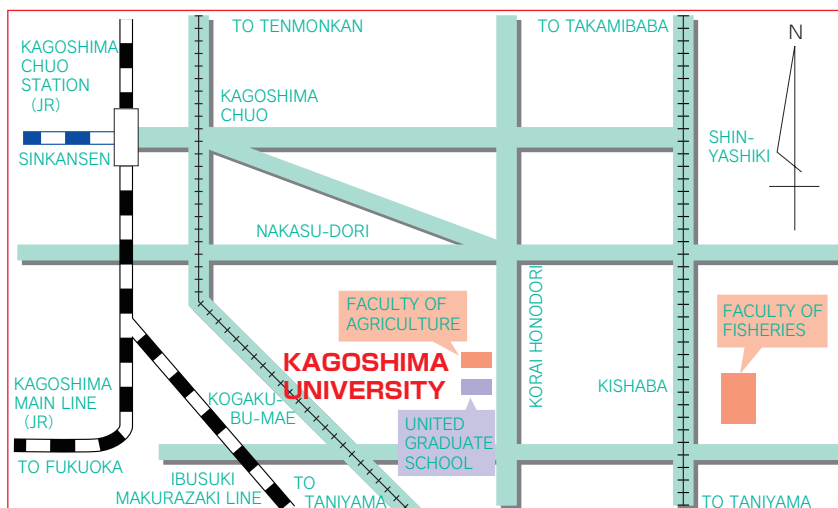 TO TENMONKAN
TO TAKAMIBABA
N
KAGOSHIMA
CHUO
STATION
(JR)
KAGOSHIMA
CHUO
SHIN-
YASHIKI
SINKANSEN
NAKASU-DORI
FACULTY OF
AGRICULTURE
KORAI HONODORI
FACULTY OF
FISHERIES
KAGOSHIMA
UNIVERSITY
KISHABA
KAGOSHIMA
MAIN LINE
(JR)
KOGAKU-
BU-MAE
UNITED
GRADUATE
SCHOOL
TO FUKUOKA
IBUSUKI
MAKURAZAKI LINE
TO
TANIYAMA
TO TANIYAMA